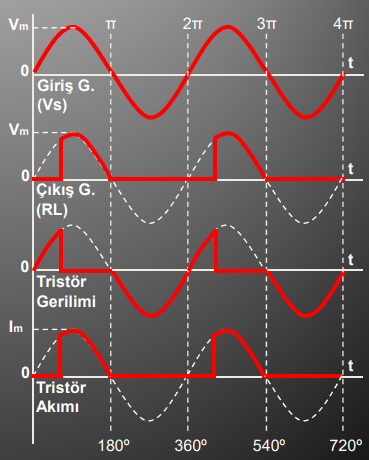 Vm π 2π 3π 4π
t
0
Giriş G.
(Vs)
Vm
t
0
Çıkış G.
(RL)
0 t
Tristör
Gerilimi
Im
t
0
Tristör
Akımı
180º 360º 540º 720º